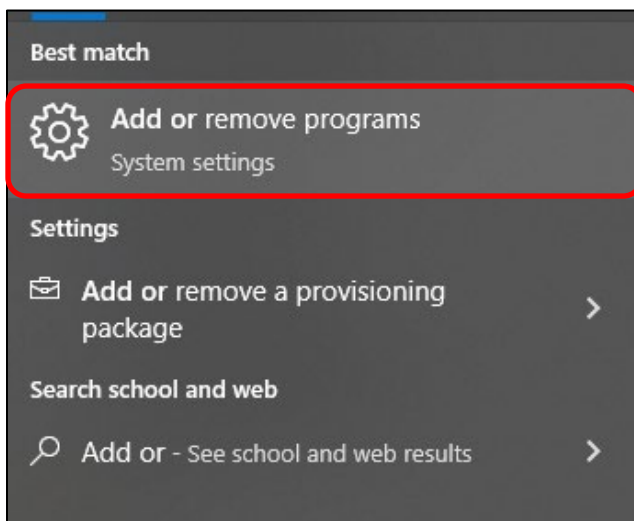 Best match
Add or remove programs
System settings
Settings
Add or remove a provisioning
package
Search school and web
Add or - See school and web results